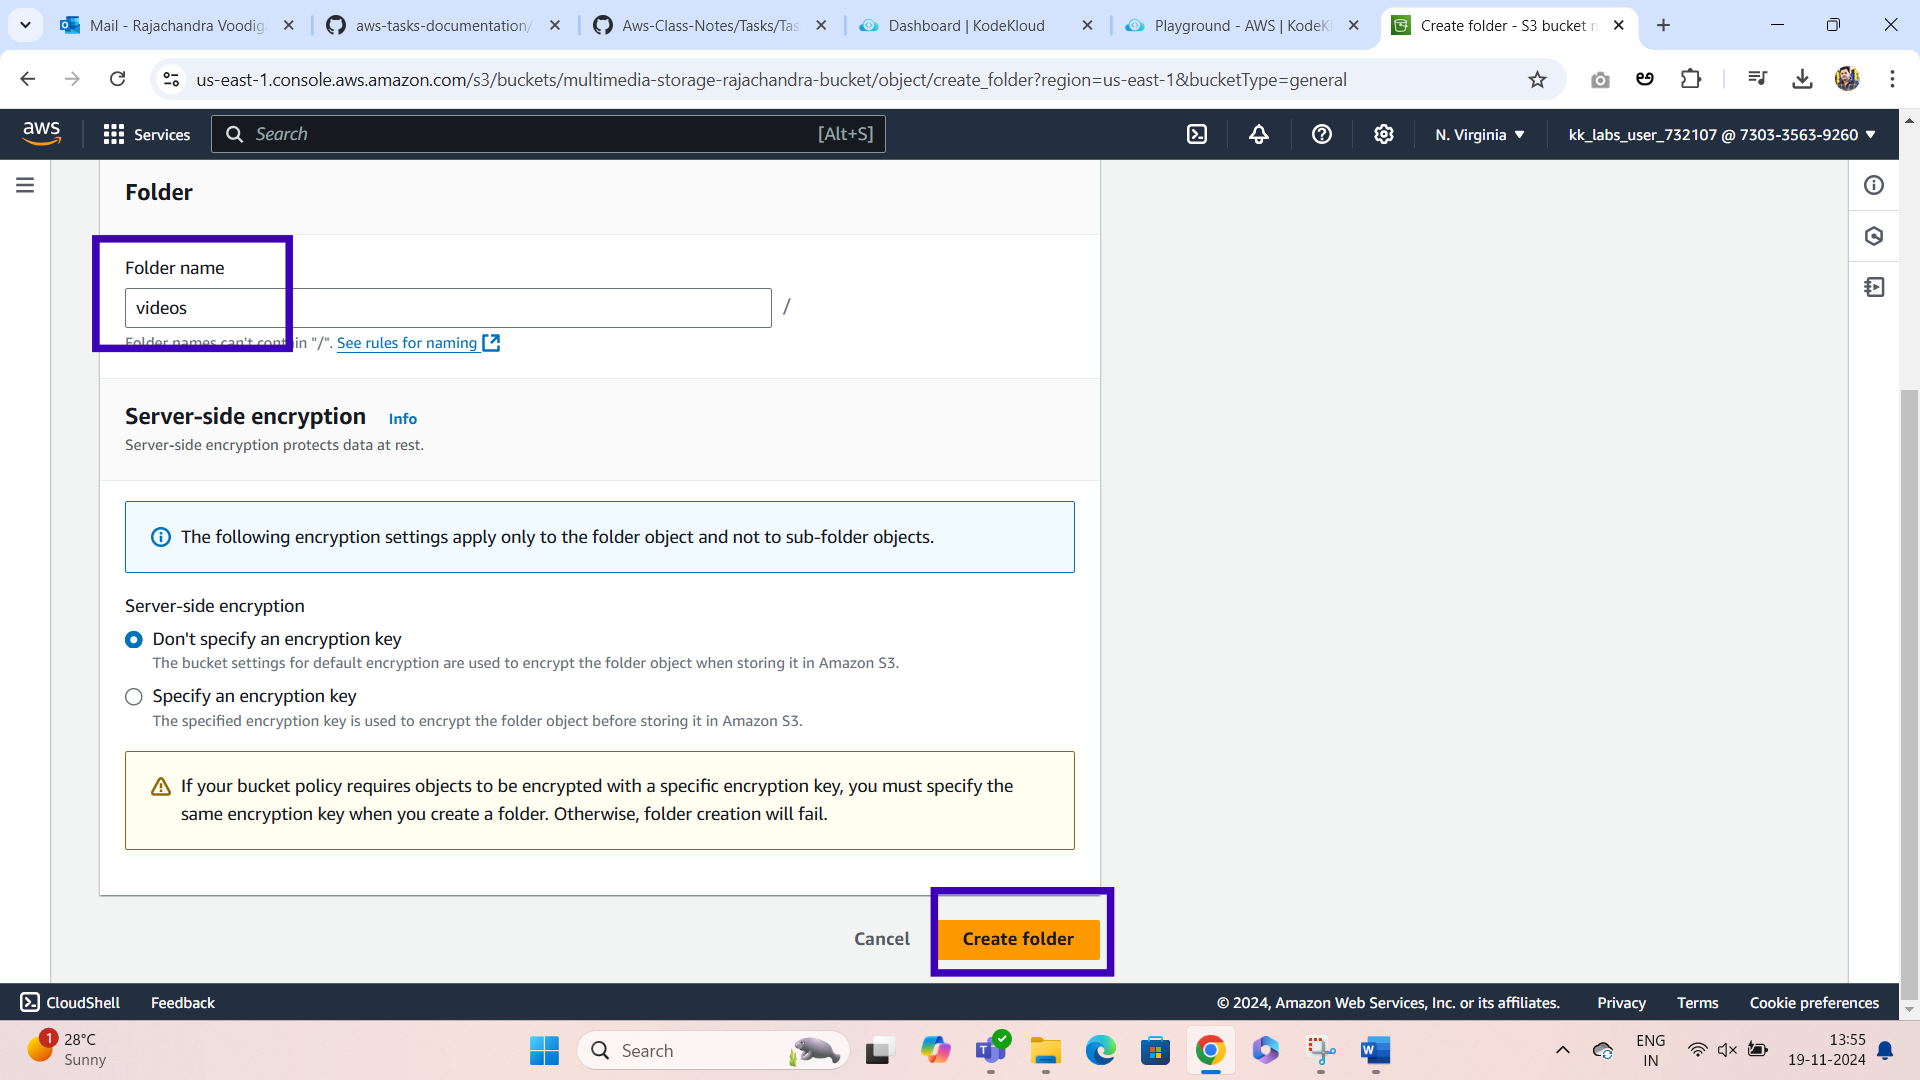 Mail - Rajachandra Voodig
aws-tasks-documentation/
Aws-Class-Notes/Tasks/Tas
Dashboard | KodeKloud
Playground - AWS | KodeKl
Create folder - S3 bucket
us-east-1.console.aws.amazon.com/s3/buckets/multimedia-storage-rajachandra-bucket/object/create_folder?region=us-east-1&bucketType=general
aws
Services
Search
[Alt+S]
N. Virginia
kk_labs_user_732107 @ 7303-3563-9260
Folder
Folder name
videos
/
Folder names can't contain "/". See rules for naming
Server-side encryption Info
Server-side encryption protects data at rest.
The following encryption settings apply only to the folder object and not to sub-folder objects.
Server-side encryption
Don't specify an encryption key
The bucket settings for default encryption are used to encrypt the folder object when storing it in Amazon S3.
Specify an encryption key
The specified encryption key is used to encrypt the folder object before storing it in Amazon S3.
If your bucket policy requires objects to be encrypted with a specific encryption key, you must specify the
same encryption key when you create a folder. Otherwise, folder creation will fail.
Cancel
Create folder
CloudShell
Feedback
© 2024, Amazon Web Services, Inc. or its affiliates.
Privacy
Terms
Cookie preferences
1
28°C
Sunny
Search
ENG
IN
13:55
19-11-2024